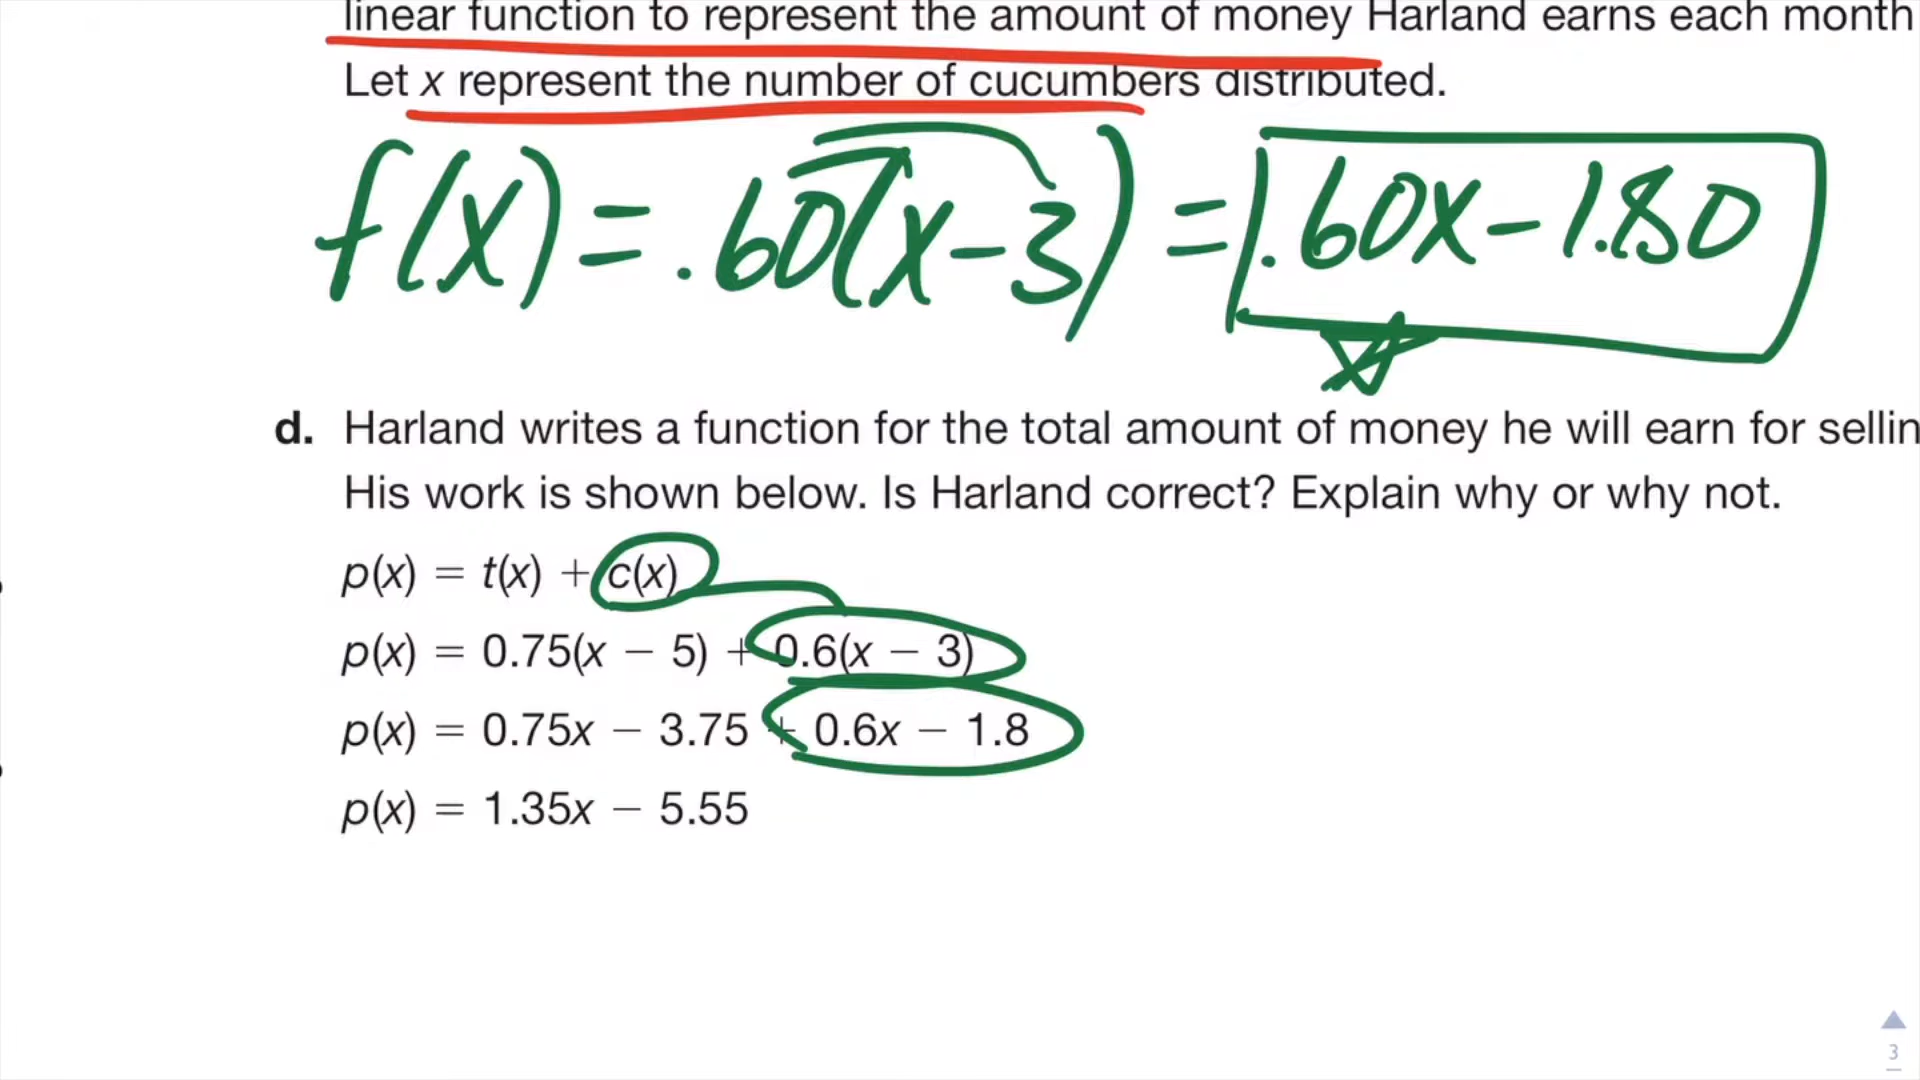 linear function to represent the amount of money Harland earns each month
Let x represent the number of cucumbers distributed.
f(x) = .60(x-3) = .60x - 1.80
d. Harland writes a function for the total amount of money he will earn for sellin
His work is shown below. Is Harland correct? Explain why or why not.
p(x) = t(x) + c(x)
p(x) = 0.75(x − 5) + 0.6(x − 3)
p(x) = 0.75x − 3.75 + 0.6x − 1.8
p(x) = 1.35x − 5.55
3